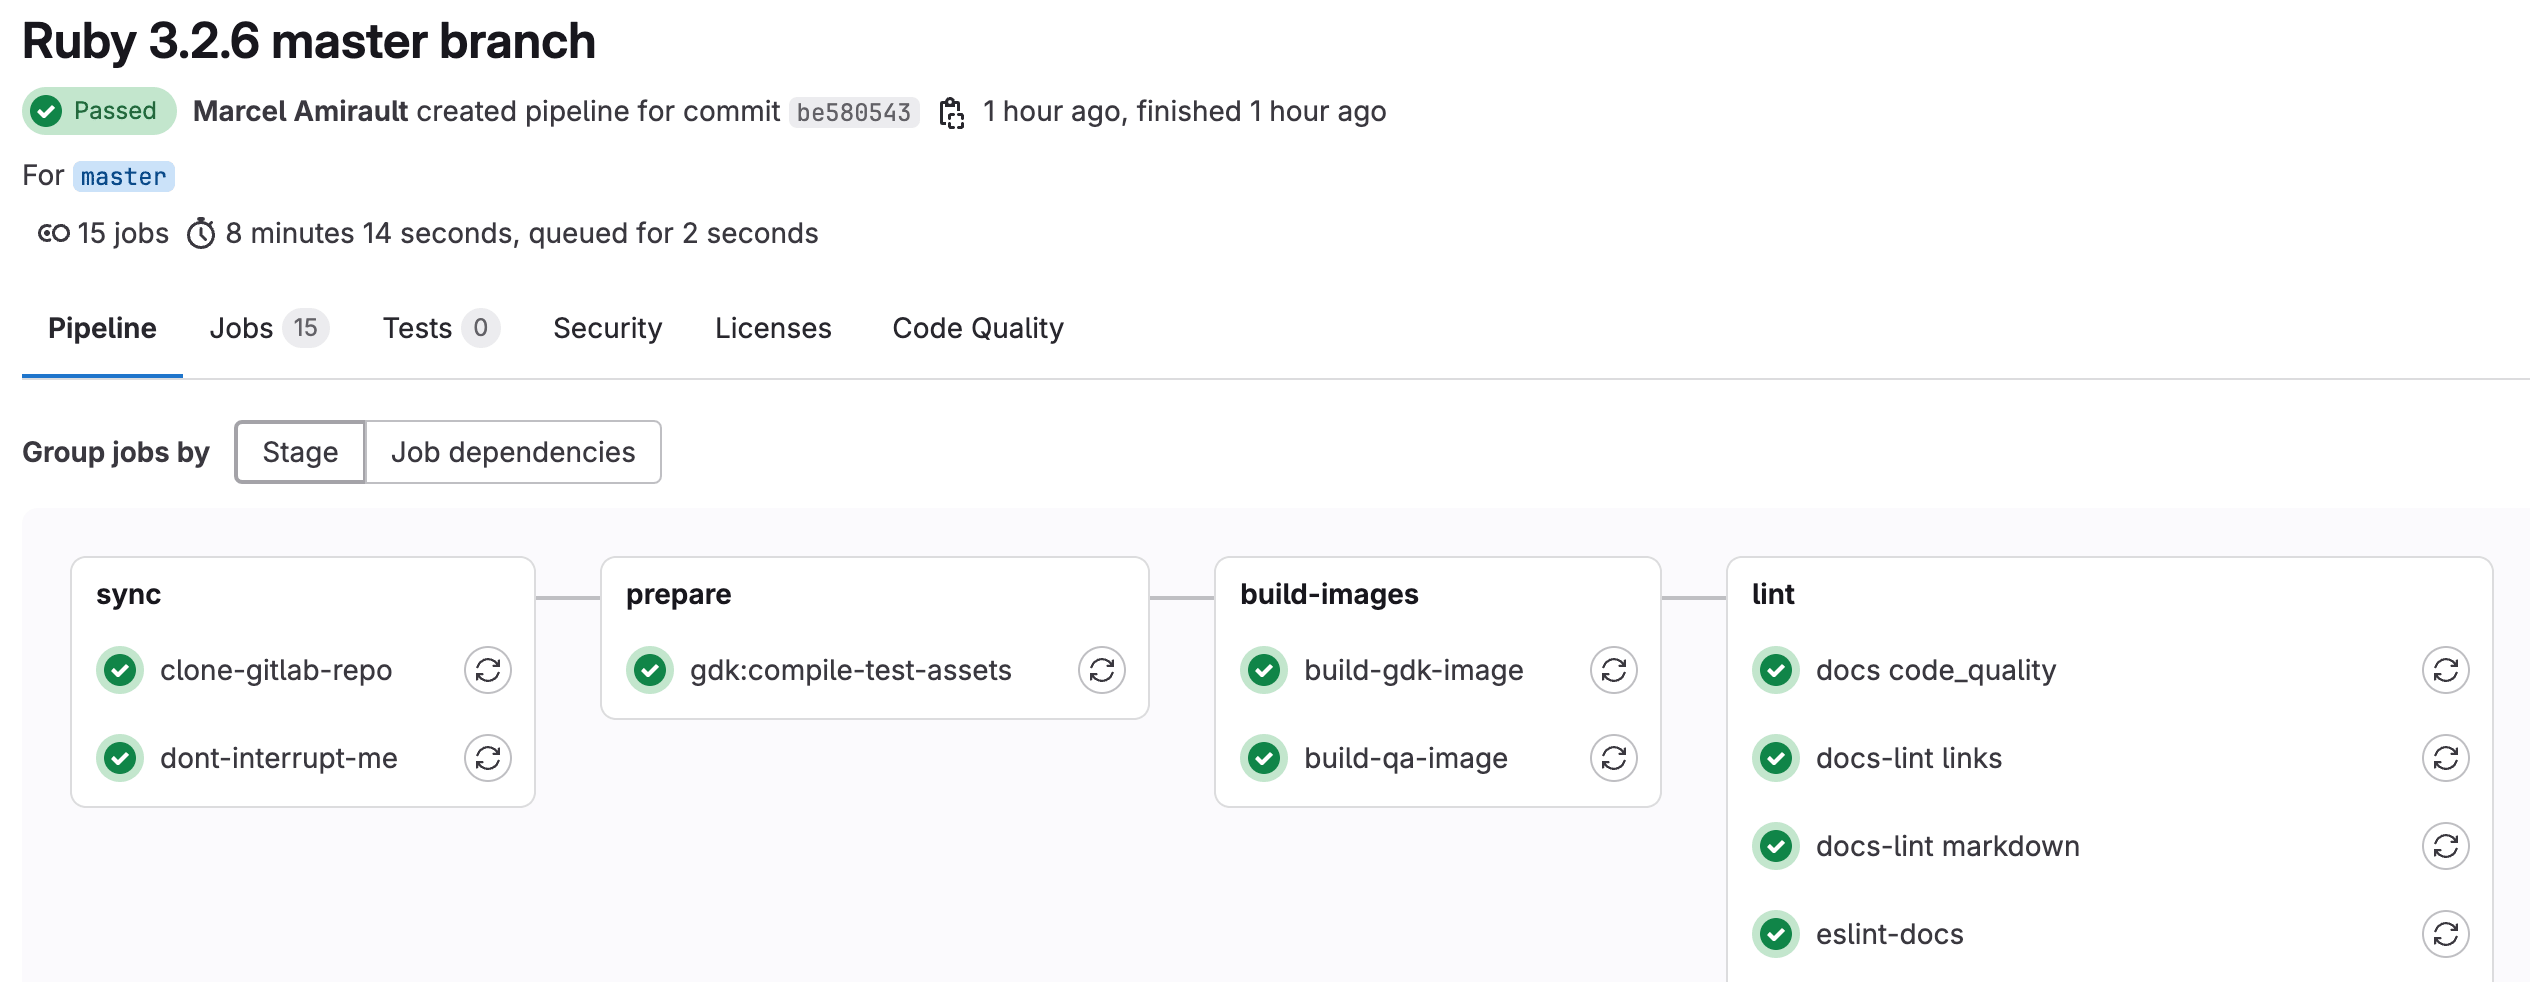 Ruby 3.2.6 master branch
Passed Marcel Amirault created pipeline for commit be580543 1 hour ago, finished 1 hour ago
For master
15 jobs 8 minutes 14 seconds, queued for 2 seconds
Pipeline Jobs 15 Tests 0 Security Licenses Code Quality
Group jobs by Stage Job dependencies
sync
clone-gitlab-repo
dont-interrupt-me
prepare
gdk:compile-test-assets
build-images
build-gdk-image
build-qa-image
lint
docs code_quality
docs-lint links
docs-lint markdown
eslint-docs